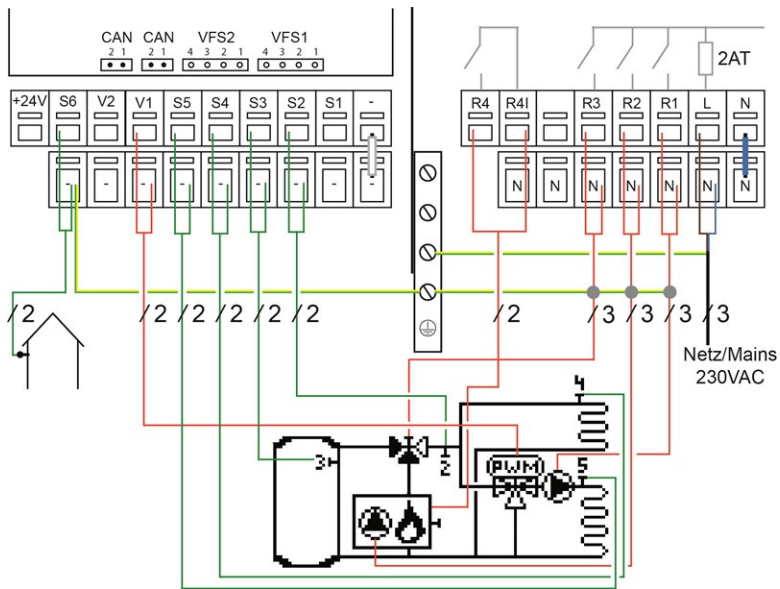 CAN CAN VFS2 VFS1
2 1 2 1 4 3 2 1 4 3 2 1
2AT
+24V S6 V2 V1 S5 S4 S3 S2 S1 - R4 R4I R3 R2 R1 L N
- - - - - - - - - N N N N N N N
/2 /2 /2 /2 /2 /2 /2 /3 /3 /3 /3
Netz/Mains
230VAC
4
3 2 PWM 5